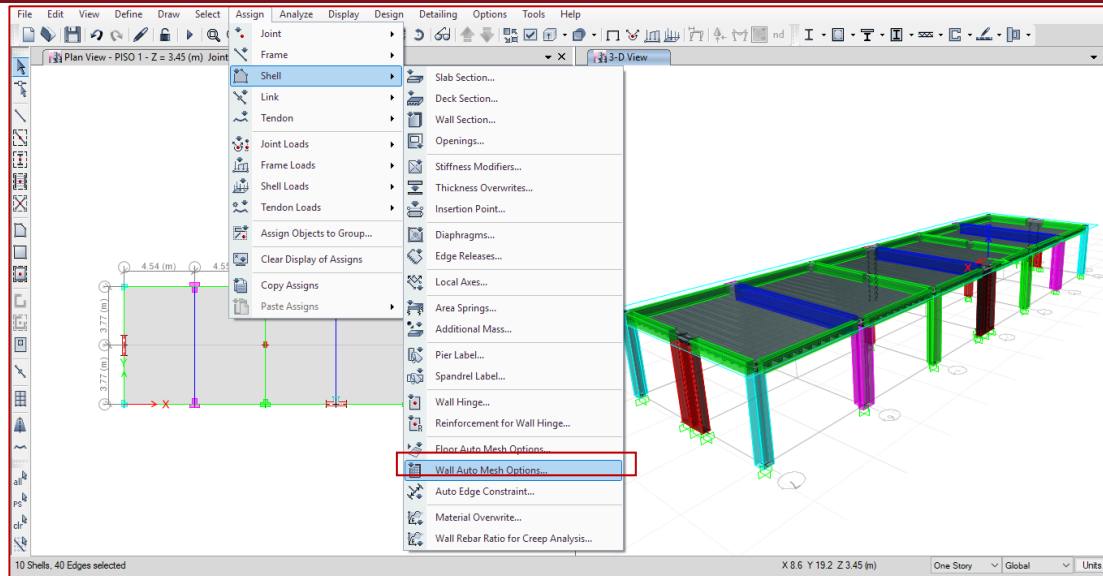 File Edit View Define Draw Select Assign Analyze Display Design Detailing Options Tools Help
nd
Plan View - PISO 1 - Z = 3.45 (m) Joint
3-D View
Joint
Frame
Shell
Link
Tendon
Joint Loads
Frame Loads
Shell Loads
Tendon Loads
Assign Objects to Group...
Clear Display of Assigns
Copy Assigns
Paste Assigns
Slab Section...
Deck Section...
Wall Section...
Openings...
Stiffness Modifiers...
Thickness Overwrites...
Insertion Point...
Diaphragms...
Edge Releases...
Local Axes...
Area Springs...
Additional Mass...
Pier Label...
Spandrel Label...
Wall Hinge...
Reinforcement for Wall Hinge...
Floor Auto Mesh Options...
Wall Auto Mesh Options...
Auto Edge Constraint...
Material Overwrite...
Wall Rebar Ratio for Creep Analysis...
4.54 (m)
3.77 (m)
3.77 (m)
Y
X
X
all
ps
clr
10 Shells, 40 Edges selected
X 8.6 Y 19.2 Z 3.45 (m)
One Story
Global
Units